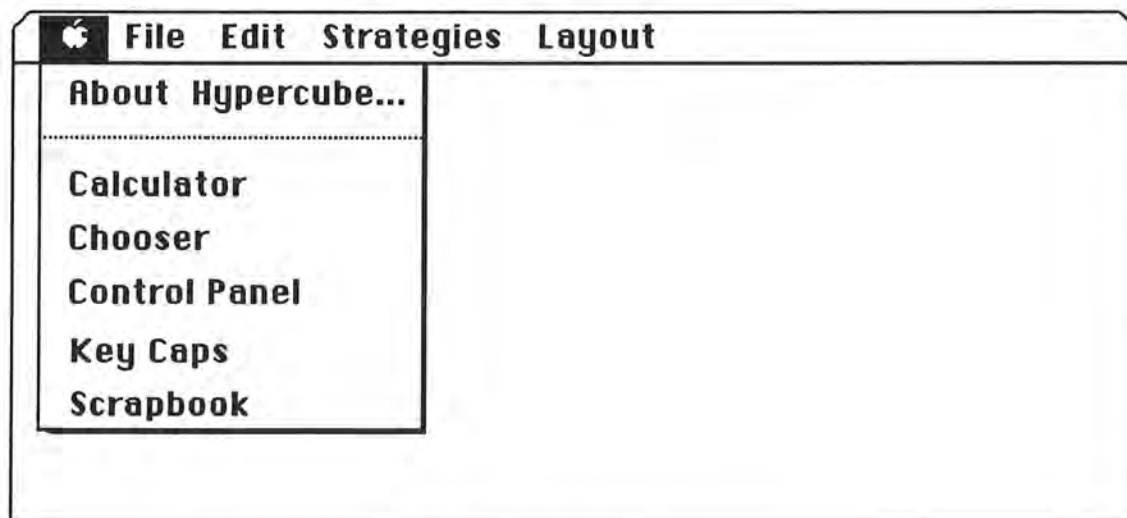 File Edit Strategies Layout
About Hypercube...
Calculator
Chooser
Control Panel
Key Caps
Scrapbook